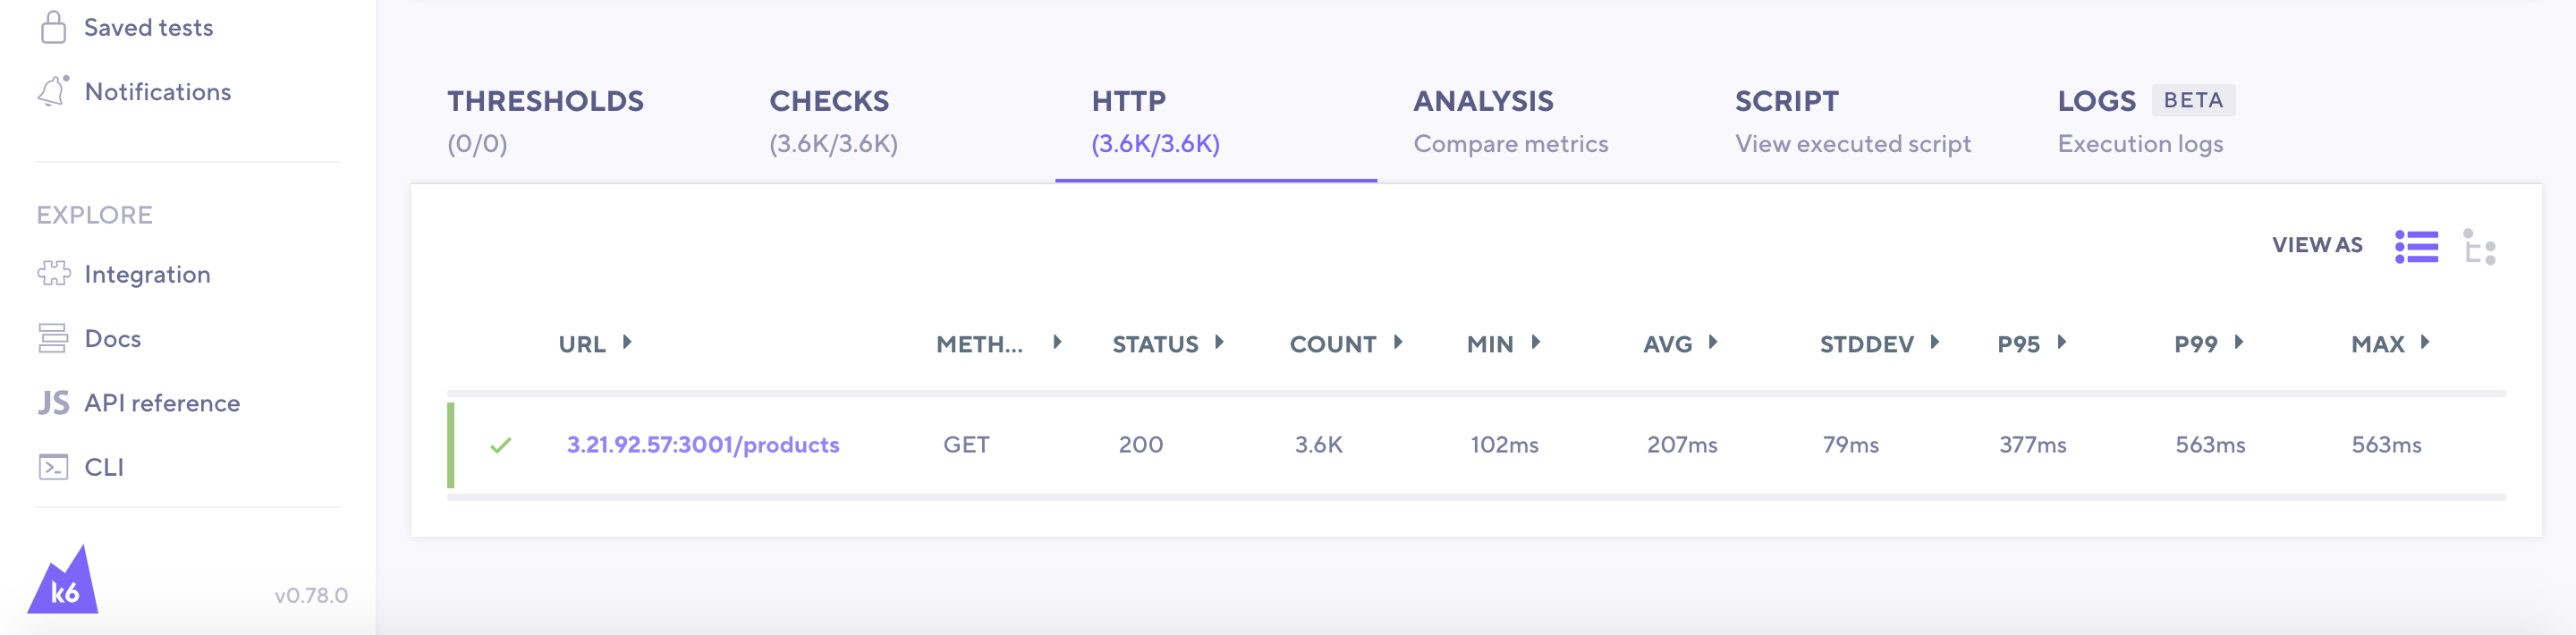 Saved tests
Notifications
EXPLORE
Integration
Docs
JS API reference
CLI
k6
v0.78.0
THRESHOLDS CHECKS HTTP ANALYSIS SCRIPT LOGS BETA
(0/0) (3.6K/3.6K) (3.6K/3.6K) Compare metrics View executed script Execution logs
VIEW AS
URL METH... STATUS COUNT MIN AVG STDDEV P95 P99 MAX
3.21.92.57:3001/products GET 200 3.6K 102ms 207ms 79ms 377ms 563ms 563ms